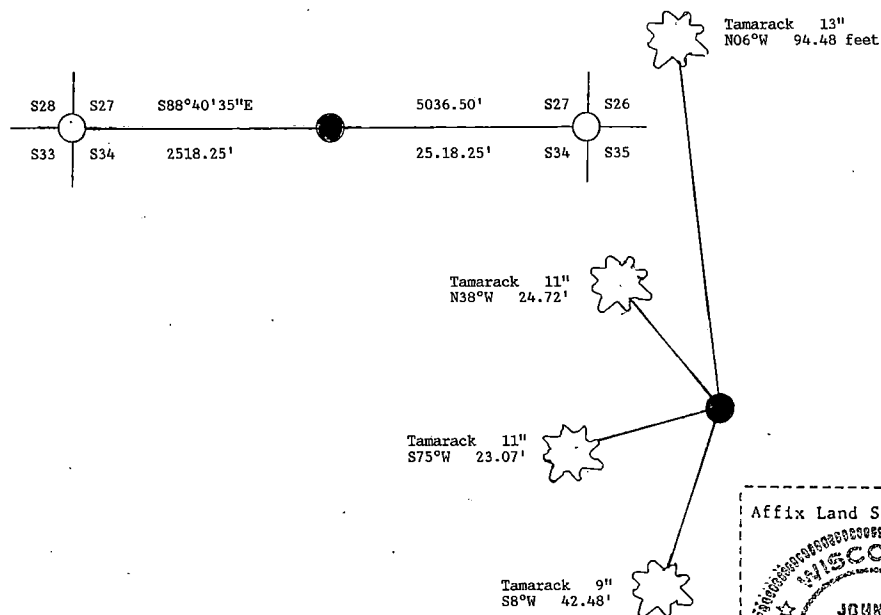 Tamarack 13"
N06°W 94.48 feet
S28 S27 S88°40'35"E 5036.50' S27 S26
S33 S34 2518.25' 25.18.25' S34 S35
Tamarack 11"
N38°W 24.72'
Tamarack 11"
S75°W 23.07'
Affix Land S
WISCO
Tamarack 9"
S8°W 42.48'
JOHN